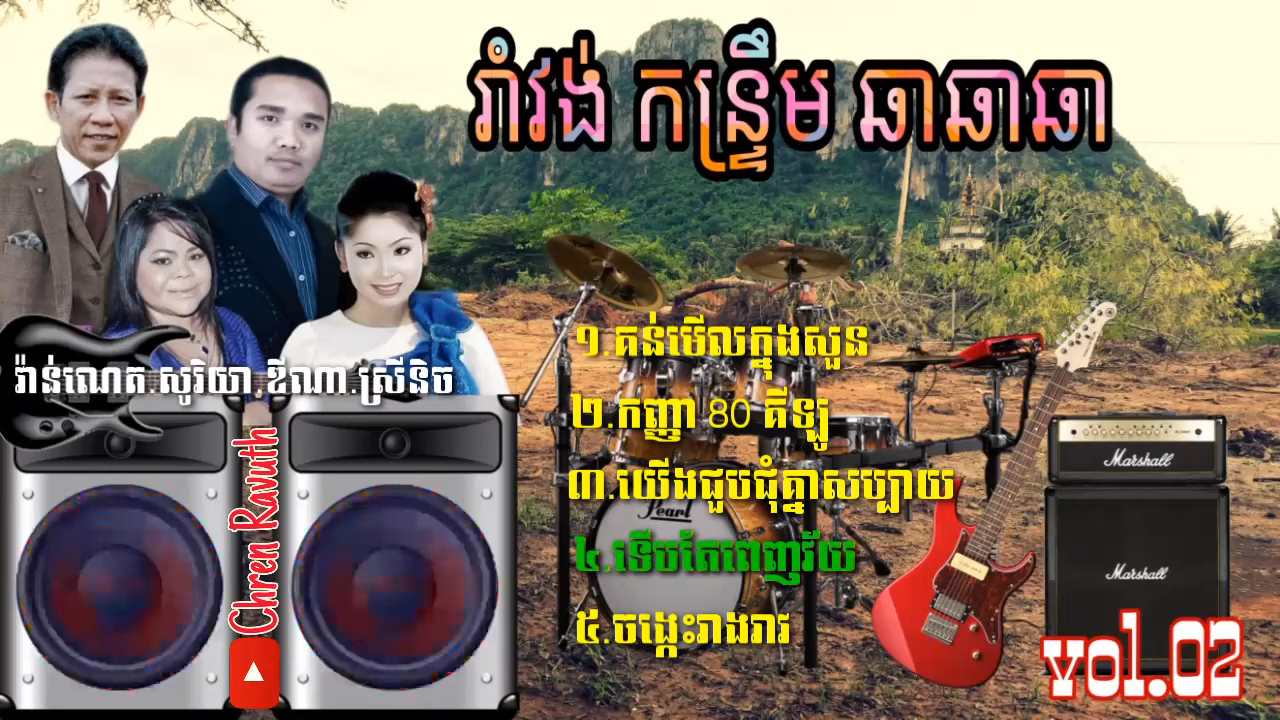 រាំវង់ កន្ទ្រឹម ឆាឆាឆា
វ៉ាន់ណេត.សូរិយា.ឌីណា.ស្រីនិច
១.គន់មើលក្នុងសួន
២.កញ្ញា 80 គីឡូ
៣.យើងជួបជុំគ្នាសប្បាយ
៤.ទើបតែពេញវ័យ
៥.ចង្កេះរាងរាវ
Chren Ravuth
Pearl
Marshall
Marshall
vol.02